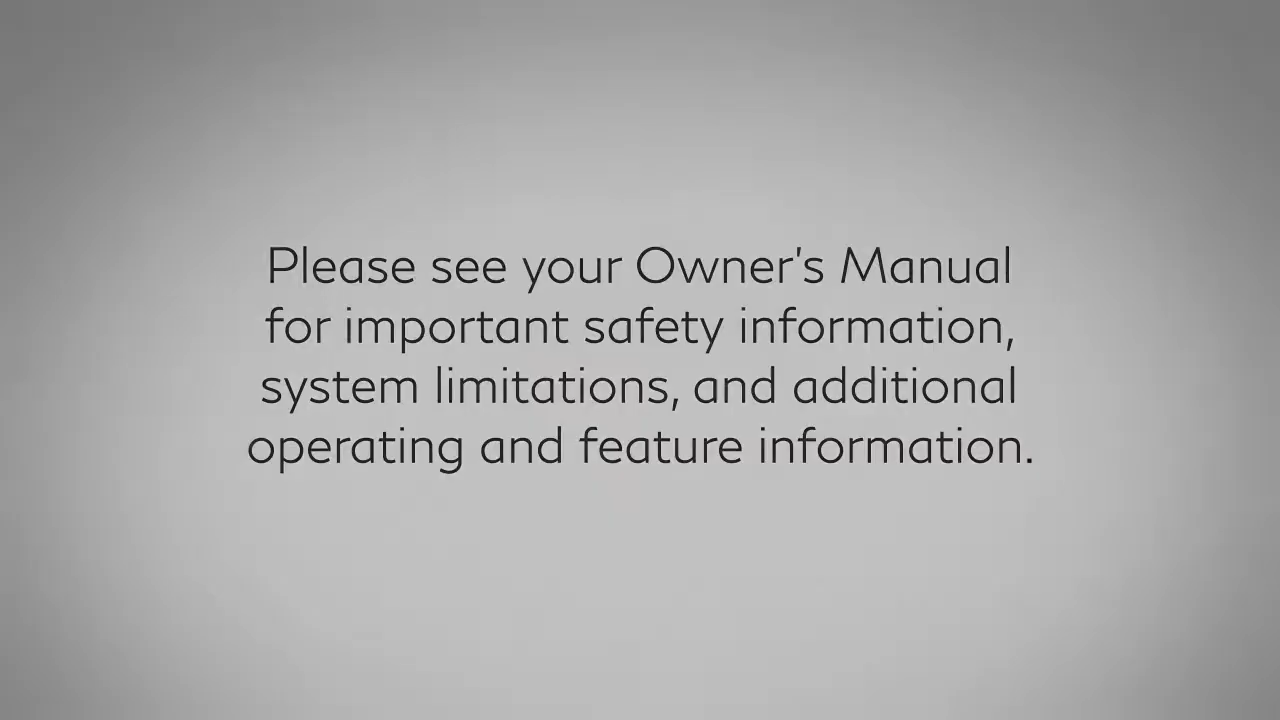 Please see your Owner's Manual
for important safety information,
system limitations, and additional
operating and feature information.